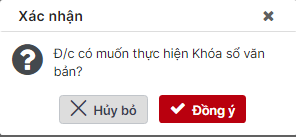 Xác nhận
Đ/c có muốn thực hiện Khóa sổ văn
bản?
Hủy bỏ
Đồng ý